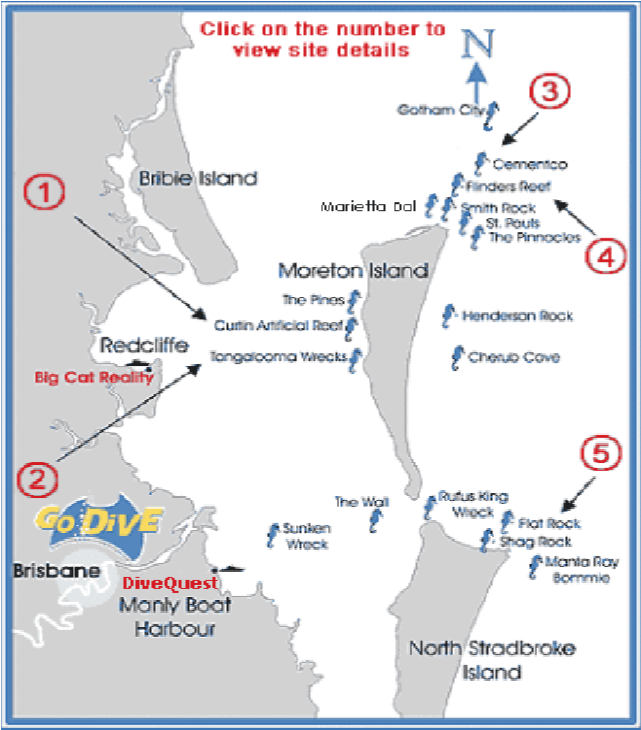 Click on the number to
view site details
N
3
Gotham City
Cementco
1
Bribie Island
Flinders Reef
Marietta Dal
Smith Rock
St. Pauls
The Pinnacles
4
Moreton Island
The Pines
Henderson Rock
Curtin Artificial Reef
Redcliffe
Tangalooma Wrecks
Cherub Cove
Big Cat Reality
5
2
The Wall
Rufus King
Wreck
GO DIVE
Flat Rock
Sunken
Wreck
Shag Rock
Brisbane
DiveQuest
Manta Ray
Bommie
Manly Boat
Harbour
North Stradbroke
Island